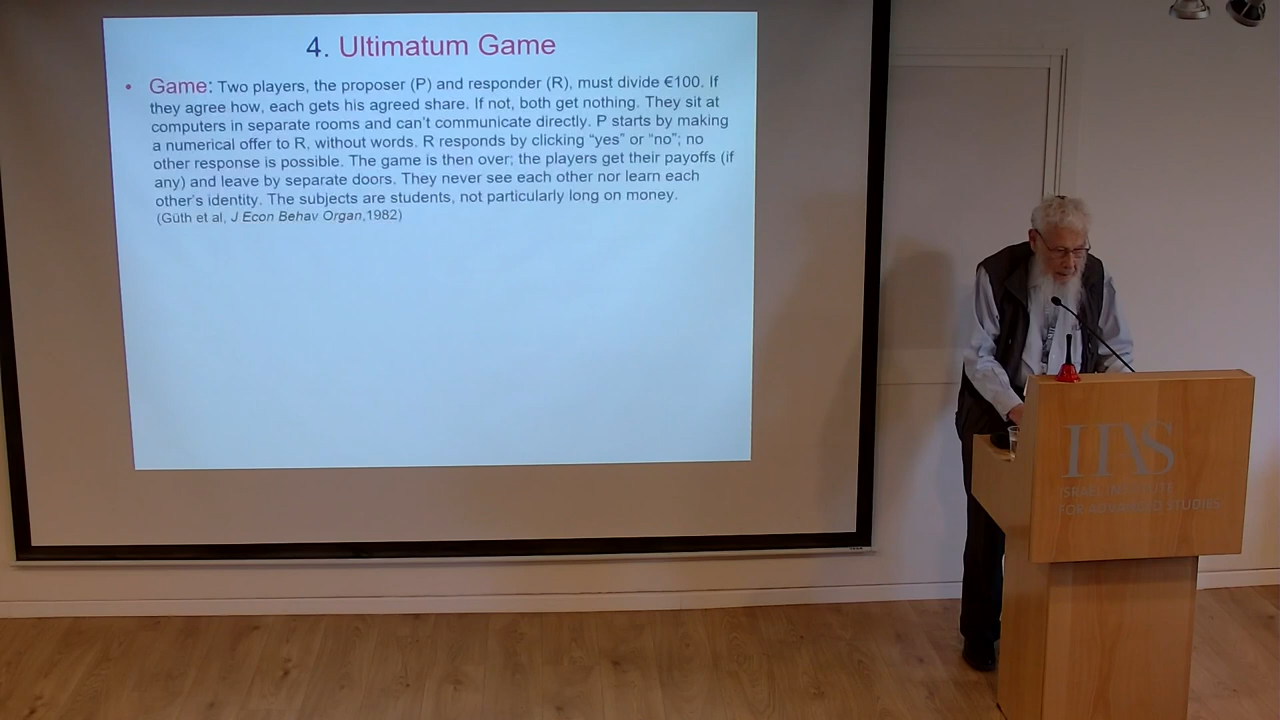 4. Ultimatum Game
• Game: Two players, the proposer (P) and responder (R), must divide €100. If
they agree how, each gets his agreed share. If not, both get nothing. They sit at
computers in separate rooms and can't communicate directly. P starts by making
a numerical offer to R, without words. R responds by clicking “yes” or “no”; no
other response is possible. The game is then over; the players get their payoffs (if
any) and leave by separate doors. They never see each other nor learn each
other's identity. The subjects are students, not particularly long on money.
(Güth et al, J Econ Behav Organ,1982)
IIAS
ISRAEL INSTITUTE
FOR ADVANCED STUDIES